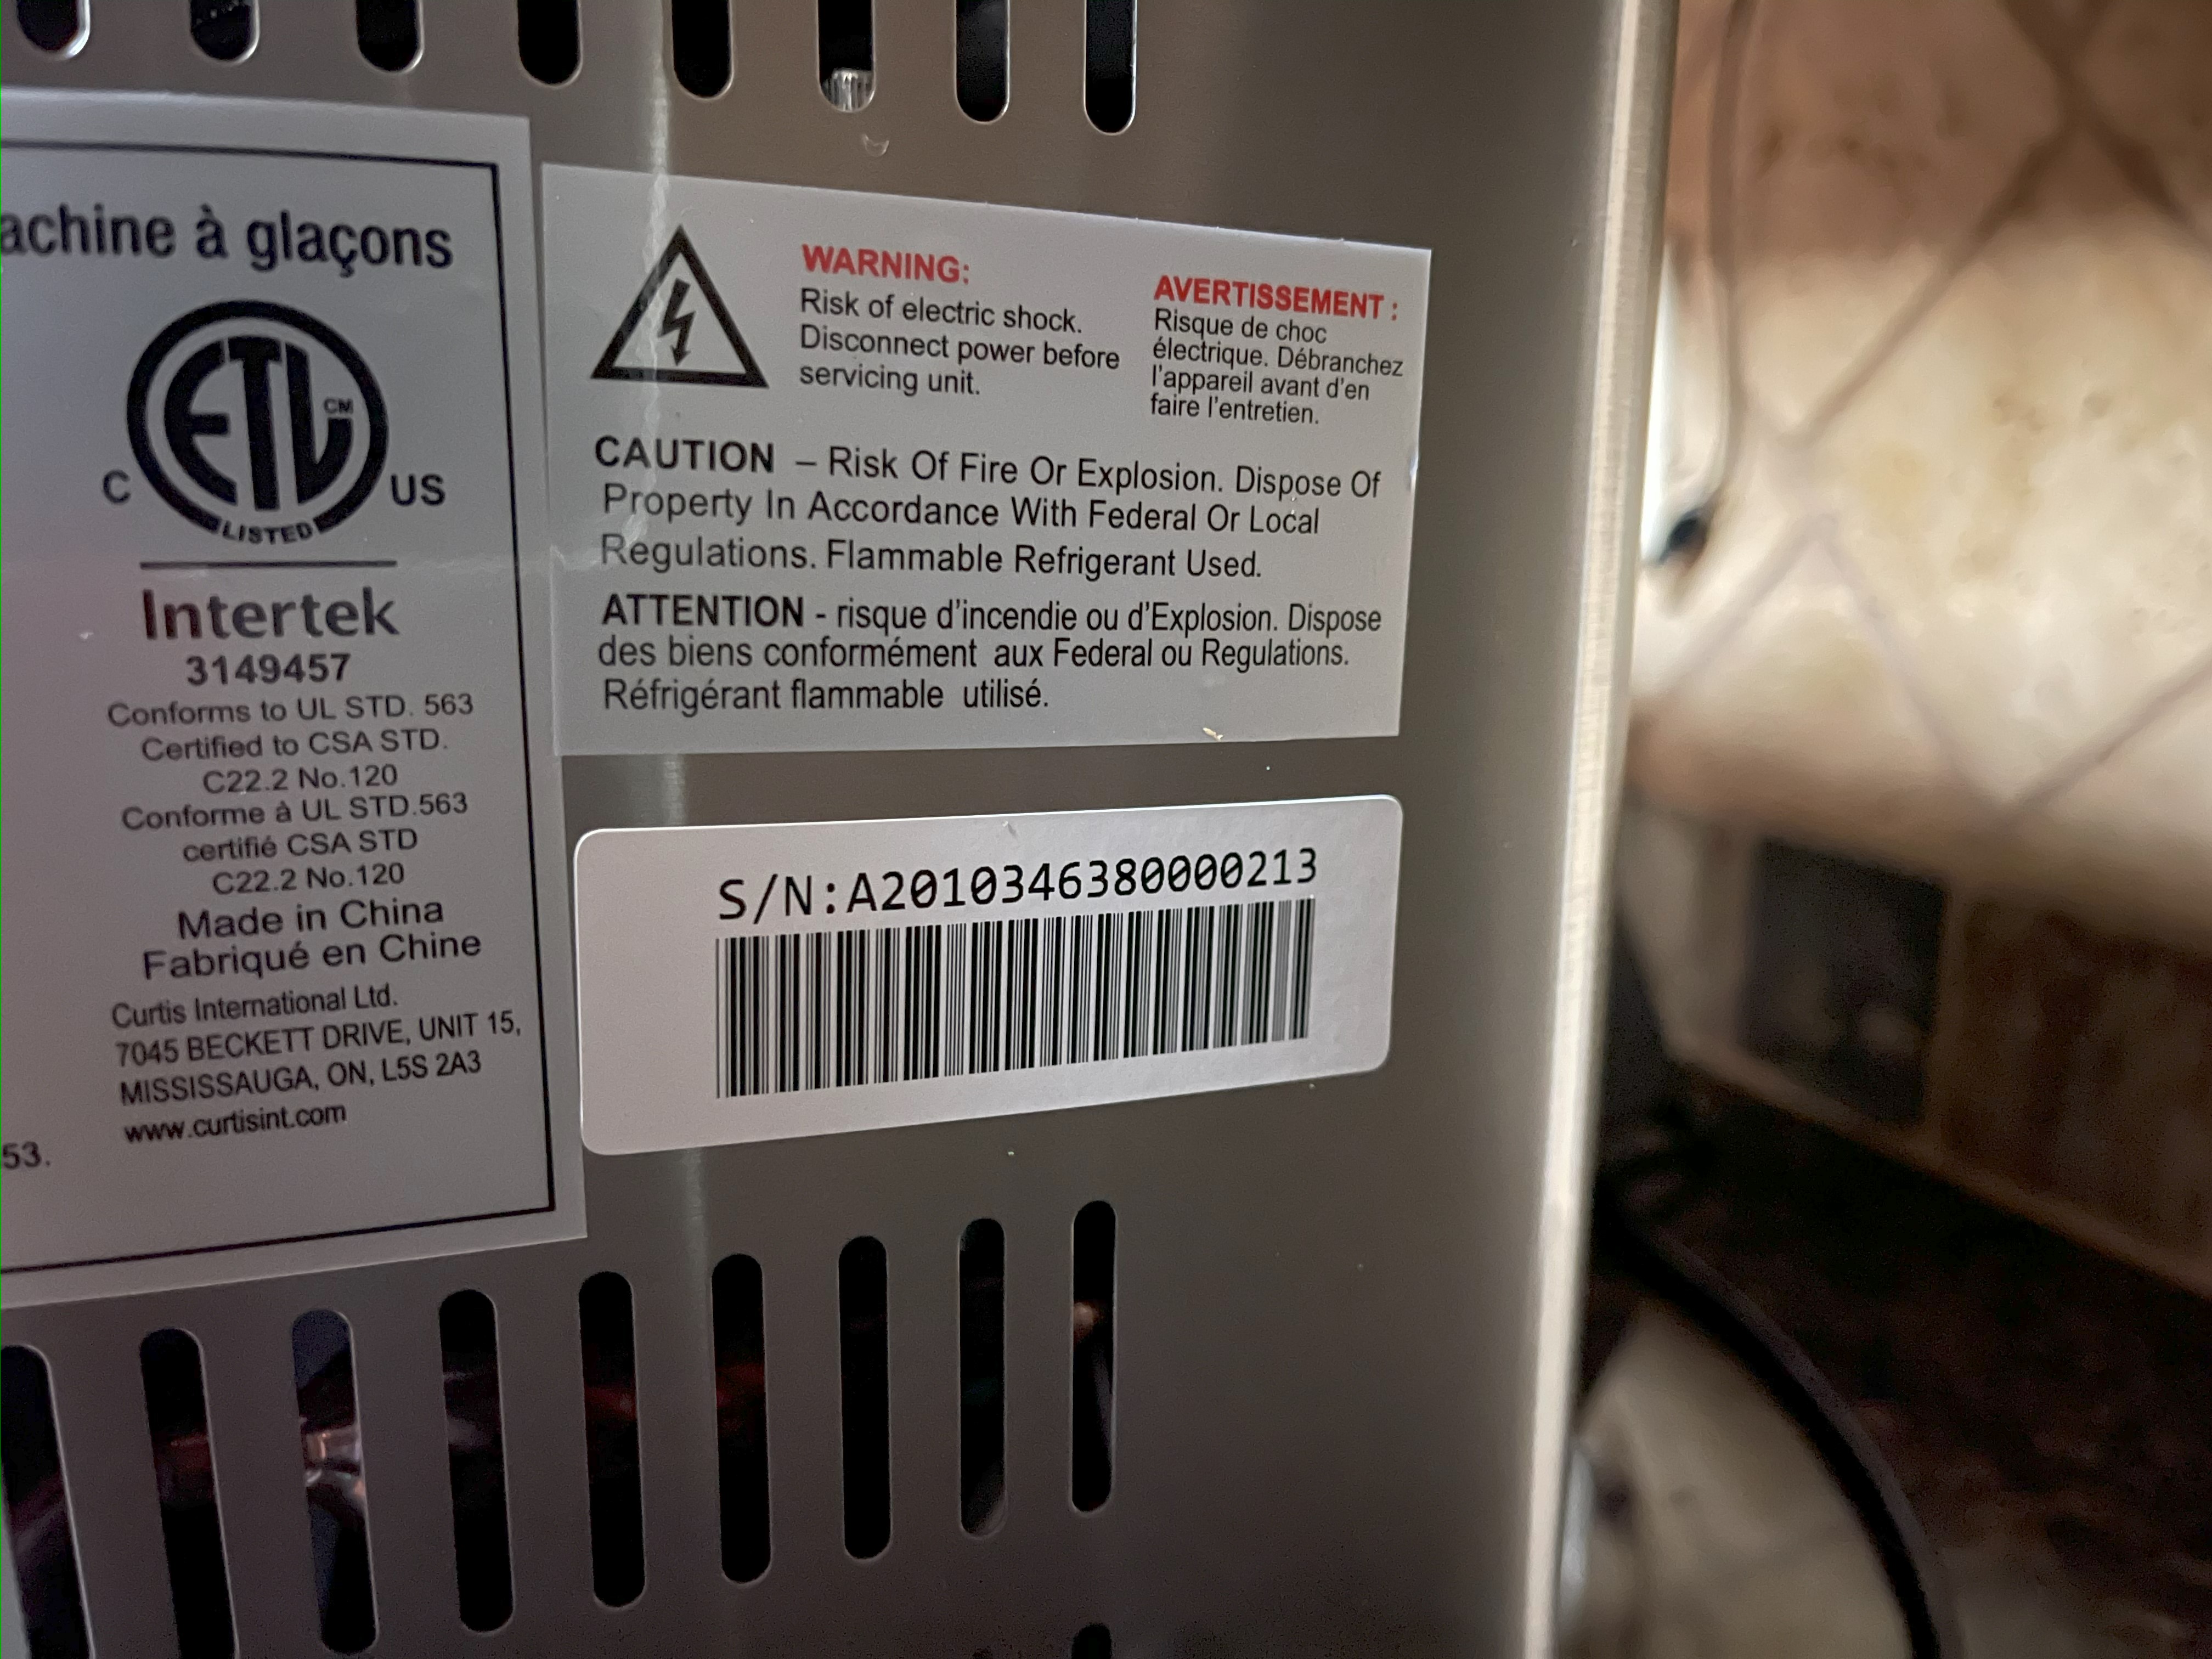 achine à glaçons
ETL CM
C US
LISTED
Intertek
3149457
Conforms to UL STD. 563
Certified to CSA STD.
C22.2 No.120
Conforme à UL STD.563
certifié CSA STD
C22.2 No.120
Made in China
Fabriqué en Chine
Curtis International Ltd.
7045 BECKETT DRIVE, UNIT 15,
MISSISSAUGA, ON, L5S 2A3
www.curtisint.com
53.
WARNING:
Risk of electric shock.
Disconnect power before
servicing unit.
AVERTISSEMENT :
Risque de choc
électrique. Débranchez
l'appareil avant d'en
faire l'entretien.
CAUTION – Risk Of Fire Or Explosion. Dispose Of
Property In Accordance With Federal Or Local
Regulations. Flammable Refrigerant Used.
ATTENTION - risque d'incendie ou d'Explosion. Dispose
des biens conformément aux Federal ou Regulations.
Réfrigérant flammable utilisé.
S/N:A2010346380000213